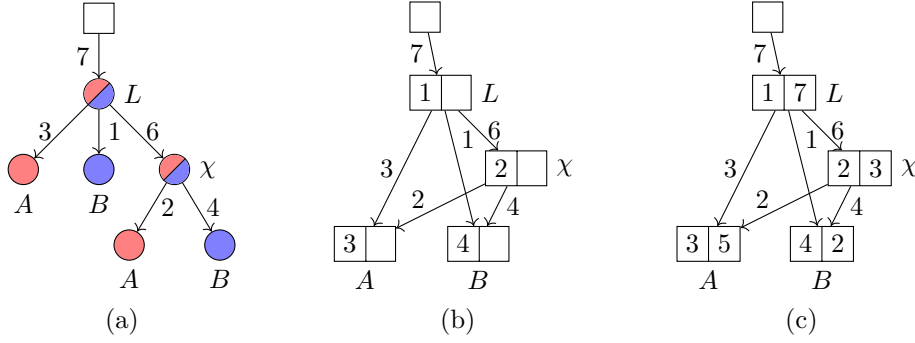 7
L
3 1 6
χ
A B 2 4
A B
(a)
7
1 L
6
3 1 2 χ
2 4
3 4
A B
(b)
7
1 7 L
6
3 1 2 3 χ
2 4
3 5 4 2
A B
(c)